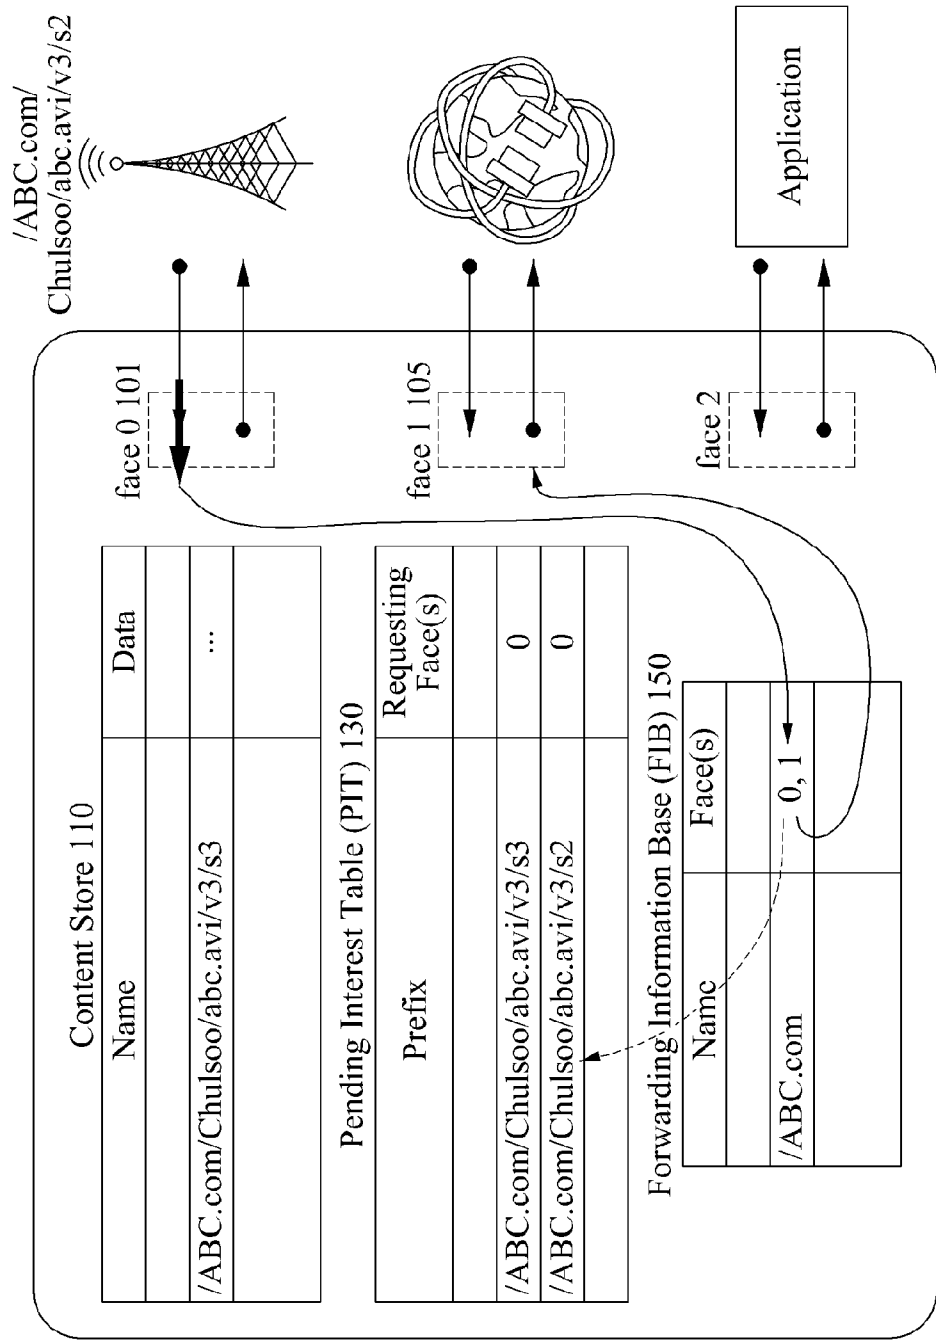 /ABC.com/
Chulsoo/abc.avi/v3/s2
Application
face 0 101
face 1 105
face 2
Content Store 110
Name Data
/ABC.com/Chulsoo/abc.avi/v3/s3 ...
Pending Interest Table (PIT) 130
Prefix Requesting
Face(s)
/ABC.com/Chulsoo/abc.avi/v3/s3 0
/ABC.com/Chulsoo/abc.avi/v3/s2 0
Forwarding Information Base (FIB) 150
Name Face(s)
/ABC.com 0, 1